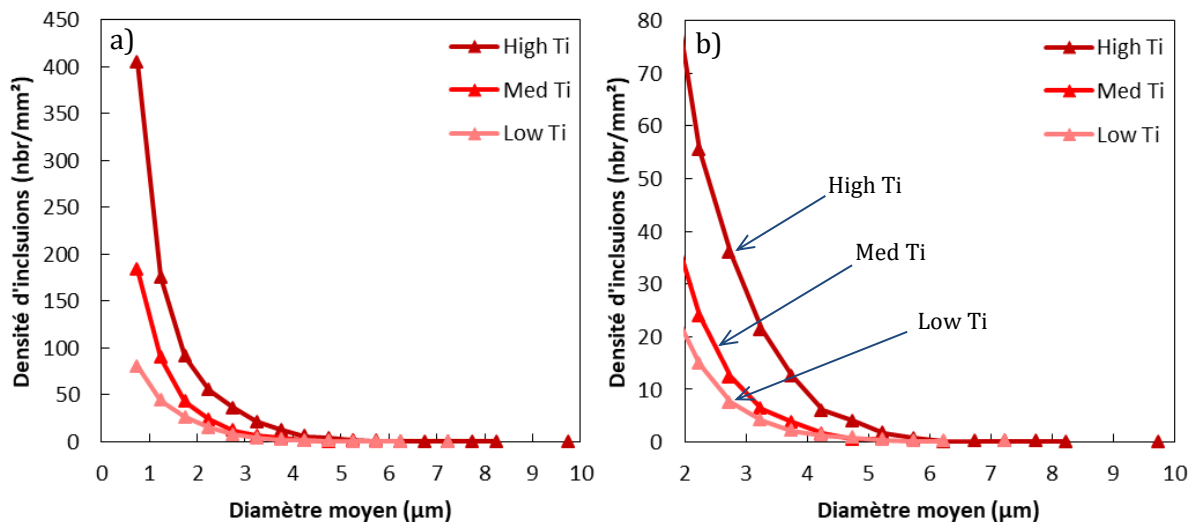 a)
450
400
350
300
250
200
150
100
50
0
0 1 2 3 4 5 6 7 8 9 10
Densité d'inclsuions (nbr/mm²)
Diamètre moyen (µm)
High Ti
Med Ti
Low Ti
b)
80
70
60
50
40
30
20
10
0
2 3 4 5 6 7 8 9 10
Densité d'inclsuions (nbr/mm²)
Diamètre moyen (µm)
High Ti
Med Ti
Low Ti
High Ti
Med Ti
Low Ti